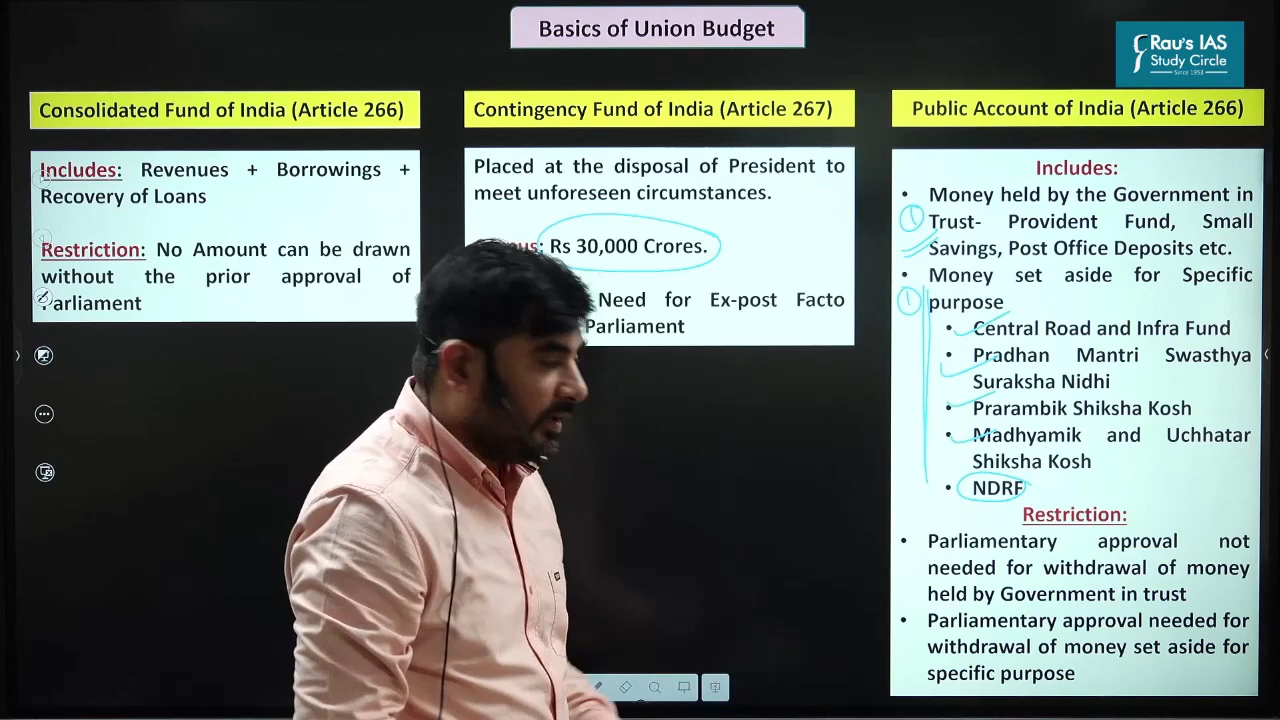 Basics of Union Budget
Rau's IAS
Study Circle
Since 1953
Consolidated Fund of India (Article 266)
Includes: Revenues + Borrowings +
Recovery of Loans
Restriction: No Amount can be drawn
without the prior approval of
Parliament
Contingency Fund of India (Article 267)
Placed at the disposal of President to
meet unforeseen circumstances.
Rs 30,000 Crores.
Need for Ex-post Facto
Parliament
Public Account of India (Article 266)
Includes:
• Money held by the Government in
Trust- Provident Fund, Small
Savings, Post Office Deposits etc.
• Money set aside for Specific
purpose
• Central Road and Infra Fund
• Pradhan Mantri Swasthya
Suraksha Nidhi
• Prarambik Shiksha Kosh
• Madhyamik and Uchhatar
Shiksha Kosh
• NDRF
Restriction:
• Parliamentary approval not
needed for withdrawal of money
held by Government in trust
• Parliamentary approval needed for
withdrawal of money set aside for
specific purpose